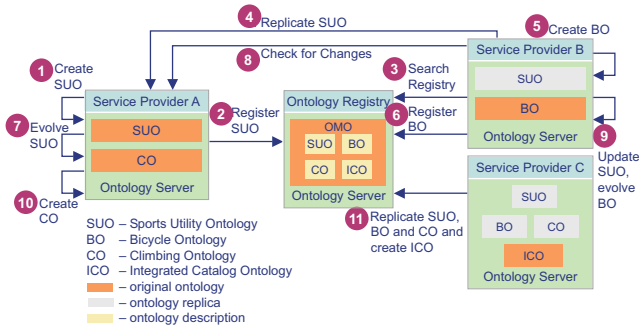 4 Replicate SUO
5 Create BO
8 Check for Changes
Service Provider B
1 Create SUO
3 Search Registry
SUO
Service Provider A
2 Register SUO
Ontology Registry
6 Register BO
BO
7 Evolve SUO
SUO
OMO
SUO BO
Ontology Server
9 Update SUO, evolve BO
CO
CO ICO
Ontology Server
Ontology Server
Service Provider C
10 Create CO
11 Replicate SUO, BO and CO and create ICO
SUO
BO CO
ICO
Ontology Server
SUO – Sports Utility Ontology
BO – Bicycle Ontology
CO – Climbing Ontology
ICO – Integrated Catalog Ontology
– original ontology
– ontology replica
– ontology description